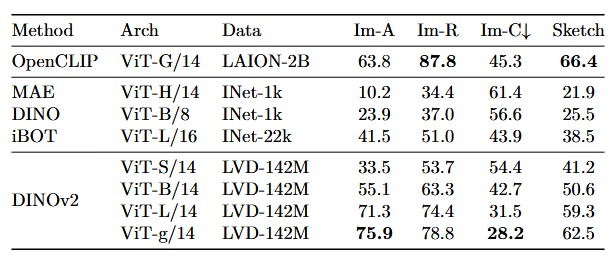 Method Arch Data Im-A Im-R Im-C↓ Sketch
OpenCLIP ViT-G/14 LAION-2B 63.8 87.8 45.3 66.4
MAE ViT-H/14 INet-1k 10.2 34.4 61.4 21.9
DINO ViT-B/8 INet-1k 23.9 37.0 56.6 25.5
iBOT ViT-L/16 INet-22k 41.5 51.0 43.9 38.5
DINOv2
ViT-S/14 LVD-142M 33.5 53.7 54.4 41.2
ViT-B/14 LVD-142M 55.1 63.3 42.7 50.6
ViT-L/14 LVD-142M 71.3 74.4 31.5 59.3
ViT-g/14 LVD-142M 75.9 78.8 28.2 62.5